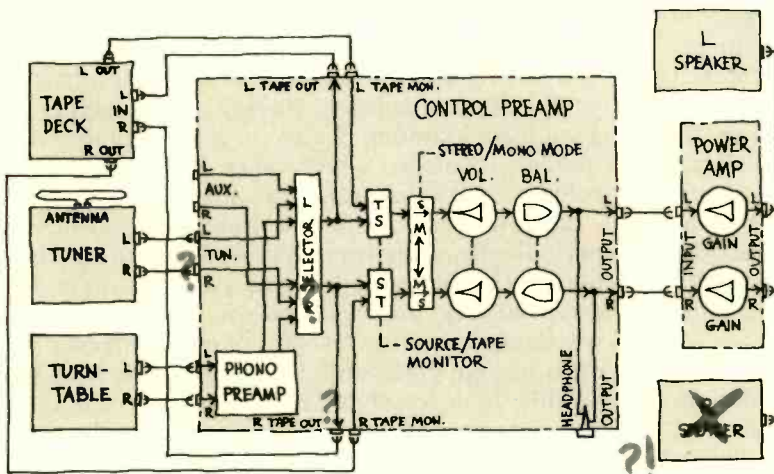 L OUT
TAPE
DECK
L
IN
R
R OUT
ANTENNA
TUNER
L
R
TURN-
TABLE
L
R
L TAPE OUT
L TAPE MON.
CONTROL PREAMP
STEREO/MONO MODE
VOL.
BAL.
L
AUX.
R
L
TUN.
R
?
L
SELECTOR
R
?
T
S
S
T
S
M
M
S
L
OUTPUT
R
SOURCE/TAPE
MONITOR
L
PHONO
PREAMP
R
R TAPE OUT
?
R TAPE MON.
HEADPHONE
OUTPUT
?!
L
SPEAKER
POWER
AMP
L
INPUT
R
GAIN
GAIN
L
OUTPUT
R
SPEAKER